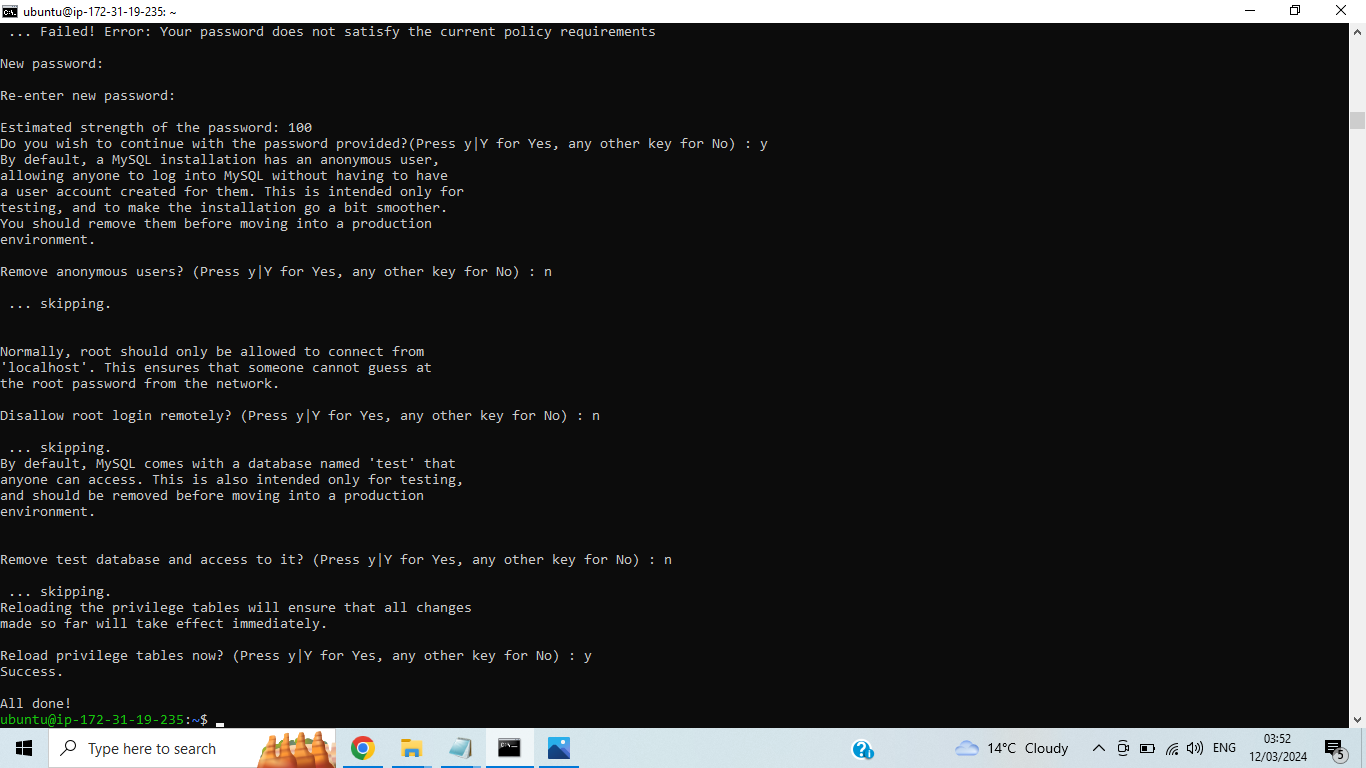 ubuntu@ip-172-31-19-235: ~
... Failed! Error: Your password does not satisfy the current policy requirements
New password:
Re-enter new password:
Estimated strength of the password: 100
Do you wish to continue with the password provided?(Press y|Y for Yes, any other key for No) : y
By default, a MySQL installation has an anonymous user,
allowing anyone to log into MySQL without having to have
a user account created for them. This is intended only for
testing, and to make the installation go a bit smoother.
You should remove them before moving into a production
environment.
Remove anonymous users? (Press y|Y for Yes, any other key for No) : n
... skipping.
Normally, root should only be allowed to connect from
'localhost'. This ensures that someone cannot guess at
the root password from the network.
Disallow root login remotely? (Press y|Y for Yes, any other key for No) : n
... skipping.
By default, MySQL comes with a database named 'test' that
anyone can access. This is also intended only for testing,
and should be removed before moving into a production
environment.
Remove test database and access to it? (Press y|Y for Yes, any other key for No) : n
... skipping.
Reloading the privilege tables will ensure that all changes
made so far will take effect immediately.
Reload privilege tables now? (Press y|Y for Yes, any other key for No) : y
Success.
All done!
ubuntu@ip-172-31-19-235:~$
Type here to search
14°C Cloudy
ENG
03:52
12/03/2024
5